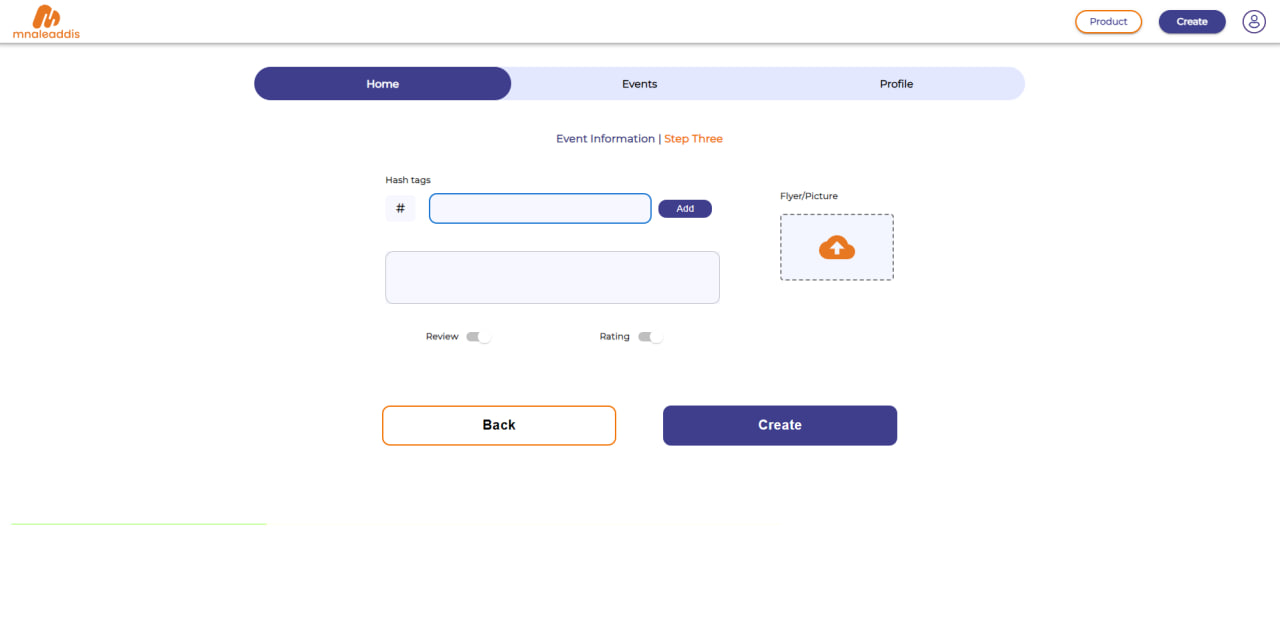 mnaleaddis
Product
Create
Home
Events
Profile
Event Information | Step Three
Hash tags
#
Add
Flyer/Picture
Review
Rating
Back
Create